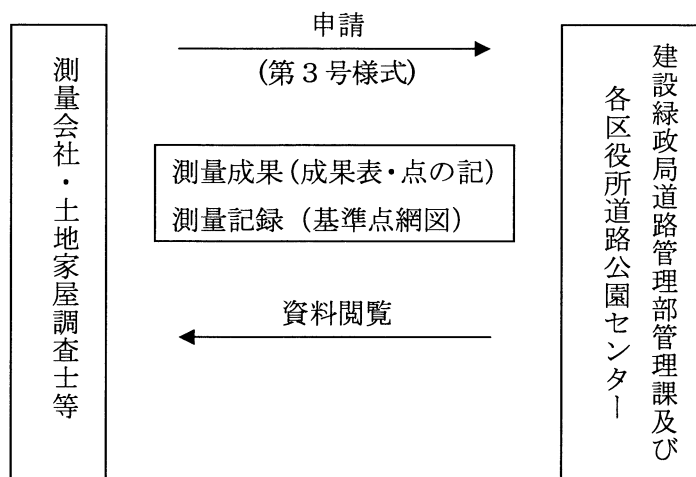 測量会社・土地家屋調査士等
申請
(第3号様式)
測量成果(成果表・点の記)
測量記録(基準点網図)
資料閲覧
建設緑政局道路管理部管理課及び
各区役所道路公園センター